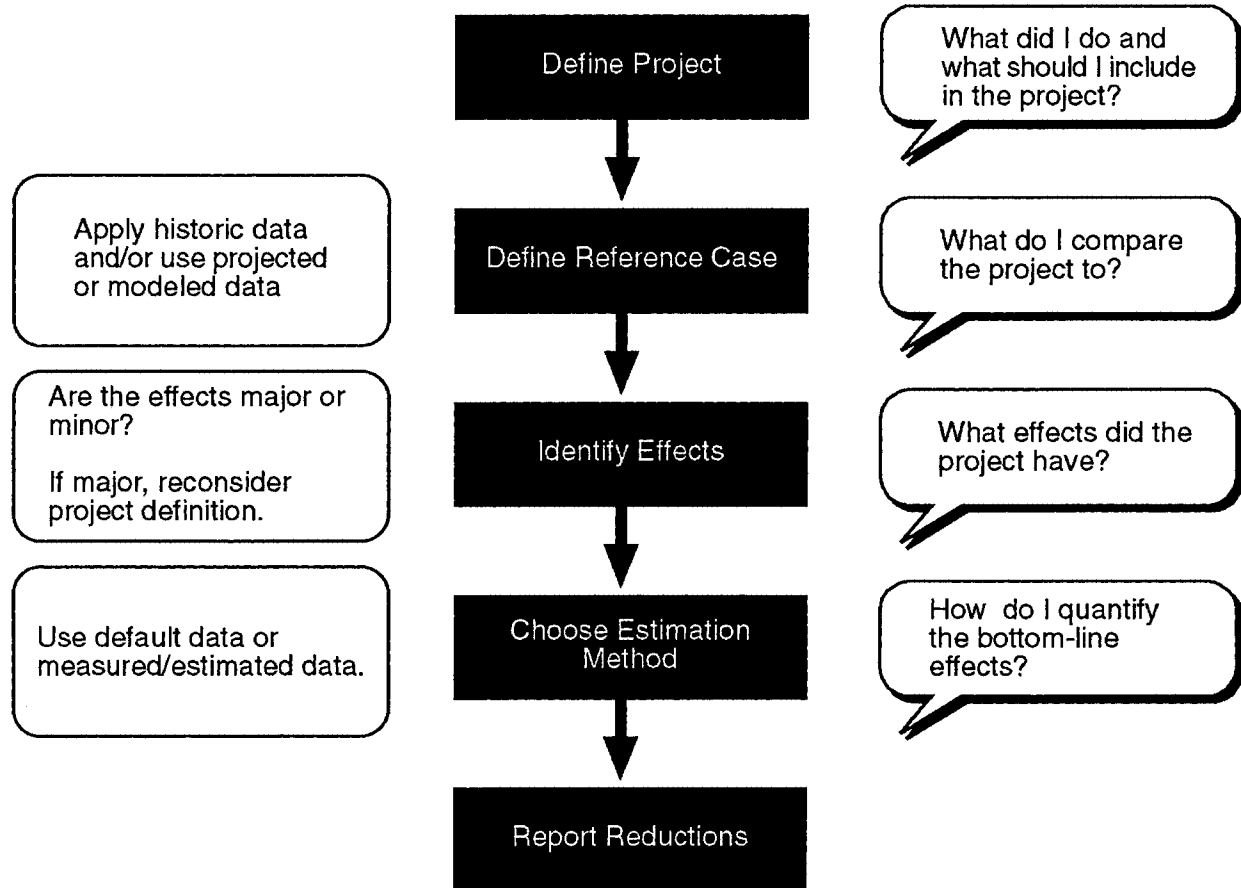 Define Project
What did I do and
what should I include
in the project?
Apply historic data
and/or use projected
or modeled data
Define Reference Case
What do I compare
the project to?
Are the effects major or
minor?
If major, reconsider
project definition.
Identify Effects
What effects did the
project have?
Use default data or
measured/estimated data.
Choose Estimation
Method
How do I quantify
the bottom-line
effects?
Report Reductions